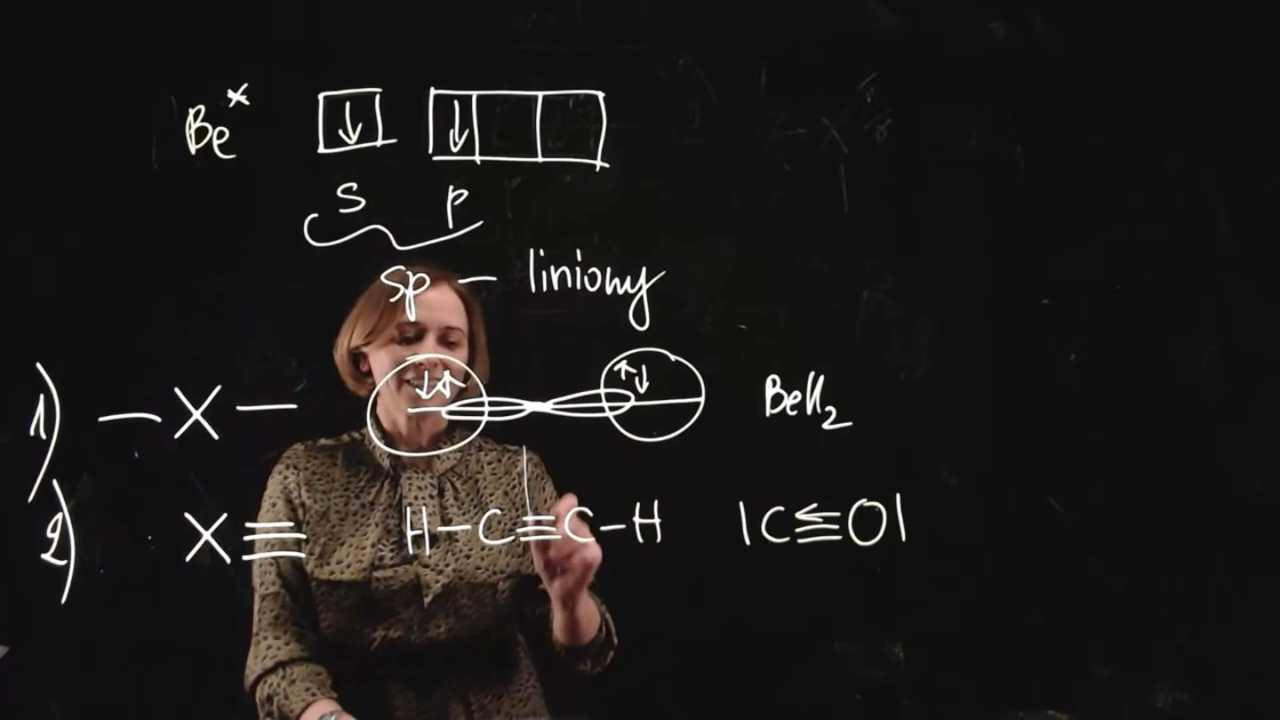 Be* ↓ ↓
s p
sp – liniowy
1) – X – ↓↑ ↑↓ BeH₂
2) X≡ H–C≡C–H |C≡O|